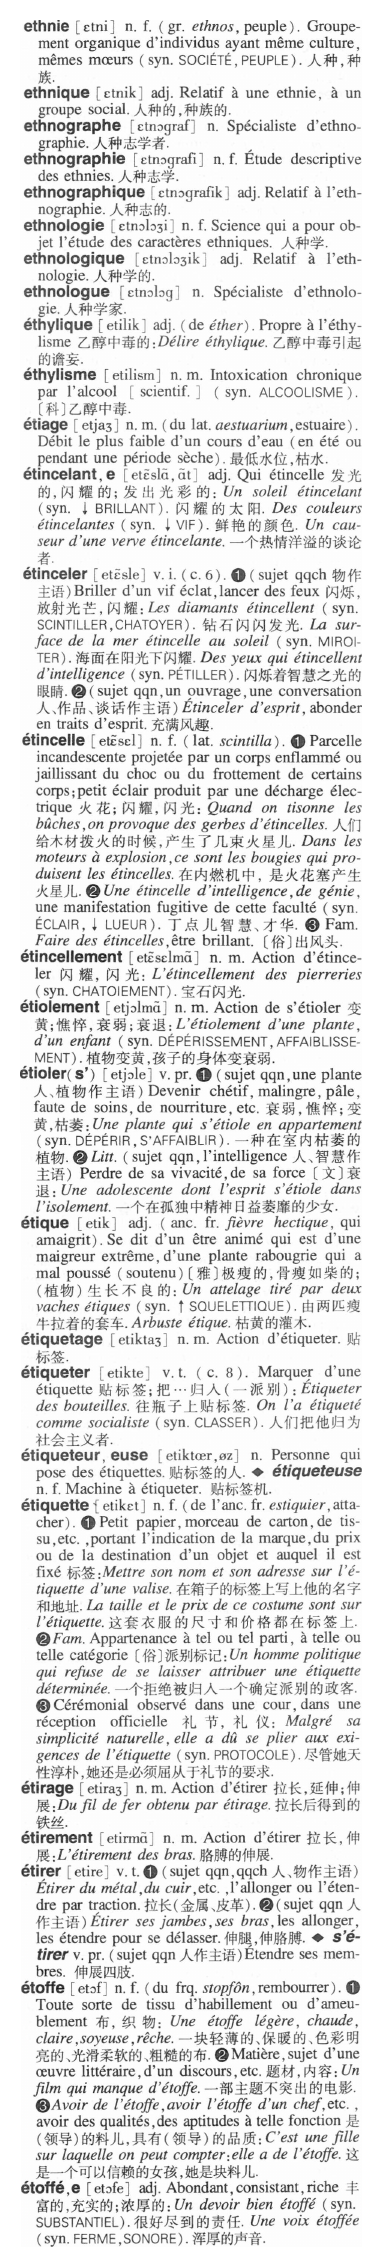 ethnie [εtni] n. f. (gr. ethnos, peuple). Groupe-
ment organique d'individus ayant même culture,
mêmes mœurs (syn. SOCIÉTÉ, PEUPLE). 人种,种
族.
ethnique [εtnik] adj. Relatif à une ethnie, à un
groupe social. 人种的,种族的.
ethnographe [εtnɔgraf] n. Spécialiste d'ethno-
graphie. 人种志学者.
ethnographie [εtnɔgrafi] n. f. Étude descriptive
des ethnies. 人种志学.
ethnographique [εtnɔgrafik] adj. Relatif à l'eth-
nographie. 人种志的.
ethnologie [εtnɔlɔʒi] n. f. Science qui a pour ob-
jet l'étude des caractères ethniques. 人种学.
ethnologique [εtnɔlɔʒik] adj. Relatif à l'eth-
nologie. 人种学的.
ethnologue [εtnɔlɔg] n. Spécialiste d'ethnolo-
gie. 人种学家.
éthylique [etilik] adj. (de éther). Propre à l'éthy-
lisme 乙醇中毒的:Délire éthylique. 乙醇中毒引起
的谵妄.
éthylisme [etilism] n. m. Intoxication chronique
par l'alcool [scientif.] (syn. ALCOOLISME).
〔科〕乙醇中毒.
étiage [etjaʒ] n. m. (du lat. aestuarium, estuaire).
Débit le plus faible d'un cours d'eau (en été ou
pendant une période sèche). 最低水位,枯水.
étincelant, e [etε̃slɑ̃, ɑ̃t] adj. Qui étincelle 发光
的,闪耀的;发出光彩的: Un soleil étincelant
(syn. ↓ BRILLANT). 闪耀的太阳. Des couleurs
étincelantes (syn. ↓ VIF). 鲜艳的颜色. Un cau-
seur d'une verve étincelante. 一个热情洋溢的谈论
者.
étinceler [etε̃sle] v. i. (c. 6). ❶ (sujet qqch 物作
主语) Briller d'un vif éclat, lancer des feux 闪烁,
放射光芒,闪耀: Les diamants étincellent (syn.
SCINTILLER, CHATOYER). 钻石闪闪发光. La sur-
face de la mer étincelle au soleil (syn. MIROI-
TER). 海面在阳光下闪耀. Des yeux qui étincellent
d'intelligence (syn. PÉTILLER). 闪烁着智慧之光的
眼睛. ❷ (sujet qqn, un ouvrage, une conversation
人、作品、谈话作主语) Étinceler d'esprit, abonder
en traits d'esprit. 充满风趣.
étincelle [etε̃sεl] n. f. (lat. scintilla). ❶ Parcelle
incandescente projetée par un corps enflammé ou
jaillissant du choc ou du frottement de certains
corps; petit éclair produit par une décharge élec-
trique 火花;闪耀,闪光: Quand on tisonne les
bûches, on provoque des gerbes d'étincelles. 人们
给木材拨火的时候,产生了几束火星儿. Dans les
moteurs à explosion, ce sont les bougies qui pro-
duisent les étincelles. 在内燃机中, 是火花塞产生
火星儿. ❷ Une étincelle d'intelligence, de génie,
une manifestation fugitive de cette faculté (syn.
ÉCLAIR, ↓ LUEUR). 丁点儿智慧、才华. ❸ Fam.
Faire des étincelles, être brillant. 〔俗〕出风头.
étincellement [etε̃sεlmɑ̃] n. m. Action d'étince-
ler 闪耀,闪光: L'étincellement des pierreries
(syn. CHATOIEMENT). 宝石闪光.
étiolement [etjɔlmɑ̃] n. m. Action de s'étioler 变
黄;憔悴,衰弱;衰退: L'étiolement d'une plante,
d'un enfant (syn. DÉPÉRISSEMENT, AFFAIBLISSE-
MENT). 植物变黄,孩子的身体变衰弱.
étioler(s') [etjɔle] v. pr. ❶ (sujet qqn, une plante
人、植物作主语) Devenir chétif, malingre, pâle,
faute de soins, de nourriture, etc. 衰弱,憔悴;变
黄,枯萎: Une plante qui s'étiole en appartement
(syn. DÉPÉRIR, S'AFFAIBLIR). 一种在室内枯萎的
植物. ❷ Litt. (sujet qqn, l'intelligence 人、智慧作
主语) Perdre de sa vivacité, de sa force 〔文〕衰
退: Une adolescente dont l'esprit s'étiole dans
l'isolement. 一个在孤独中精神日益萎靡的少女.
étique [etik] adj. (anc. fr. fièvre hectique, qui
amaigrit). Se dit d'un être animé qui est d'une
maigreur extrême, d'une plante rabougrie qui a
mal poussé (soutenu) 〔雅〕极瘦的,骨瘦如柴的;
(植物)生长不良的: Un attelage tiré par deux
vaches étiques (syn. ↑ SQUELETTIQUE). 由两匹瘦
牛拉着的套车. Arbuste étique. 枯黄的灌木.
étiquetage [etiktaʒ] n. m. Action d'étiqueter. 贴
标签.
étiqueter [etikte] v. t. (c. 8). Marquer d'une
étiquette 贴标签;把…归入(一派别): Étiqueter
des bouteilles. 往瓶子上贴标签. On l'a étiqueté
comme socialiste (syn. CLASSER). 人们把他归为
社会主义者.
étiqueteur, euse [etiktœr, øz] n. Personne qui
pose des étiquettes. 贴标签的人. ◆ étiqueteuse
n. f. Machine à étiqueter. 贴标签机.
étiquette [etikεt] n. f. (de l'anc. fr. estiquier, atta-
cher). ❶ Petit papier, morceau de carton, de tis-
su, etc., portant l'indication de la marque, du prix
ou de la destination d'un objet et auquel il est
fixé 标签: Mettre son nom et son adresse sur l'é-
tiquette d'une valise. 在箱子的标签上写上他的名字
和地址. La taille et le prix de ce costume sont sur
l'étiquette. 这套衣服的尺寸和价格都在标签上.
❷ Fam. Appartenance à tel ou tel parti, à telle ou
telle catégorie 〔俗〕派别标记: Un homme politique
qui refuse de se laisser attribuer une étiquette
déterminée. 一个拒绝被归入一个确定派别的政客.
❸ Cérémonial observé dans une cour, dans une
réception officielle 礼节,礼仪: Malgré sa
simplicité naturelle, elle a dû se plier aux exi-
gences de l'étiquette (syn. PROTOCOLE). 尽管她天
性淳朴,她还是必须屈从于礼节的要求.
étirage [etiraʒ] n. m. Action d'étirer 拉长,延伸;伸
展: Du fil de fer obtenu par étirage. 拉长后得到的
铁丝.
étirement [etirmɑ̃] n. m. Action d'étirer 拉长,伸
展: L'étirement des bras. 胳膊的伸展.
étirer [etire] v. t. ❶ (sujet qqn, qqch 人、物作主语)
Étirer du métal, du cuir, etc., l'allonger ou l'éten-
dre par traction. 拉长(金属、皮革). ❷ (sujet qqn 人
作主语) Étirer ses jambes, ses bras, les allonger,
les étendre pour se délasser. 伸腿,伸胳膊. ◆ s'é-
tirer v. pr. (sujet qqn 人作主语) Étendre ses mem-
bres. 伸展四肢.
étoffe [etɔf] n. f. (du frq. stopfôn, rembourrer). ❶
Toute sorte de tissu d'habillement ou d'ameu-
blement 布,织物: Une étoffe légère, chaude,
claire, soyeuse, rêche. 一块轻薄的、保暖的、色彩明
亮的、光滑柔软的、粗糙的布. ❷ Matière, sujet d'une
œuvre littéraire, d'un discours, etc. 题材,内容: Un
film qui manque d'étoffe. 一部主题不突出的电影.
❸ Avoir de l'étoffe, avoir l'étoffe d'un chef, etc.,
avoir des qualités, des aptitudes à telle fonction 是
(领导)的料儿,具有(领导)的品质: C'est une fille
sur laquelle on peut compter: elle a de l'étoffe. 这
是一个可以信赖的女孩,她是块料儿.
étoffé, e [etɔfe] adj. Abondant, consistant, riche 丰
富的,充实的;浓厚的: Un devoir bien étoffé (syn.
SUBSTANTIEL). 很好尽到的责任. Une voix étoffée
(syn. FERME, SONORE). 浑厚的声音.